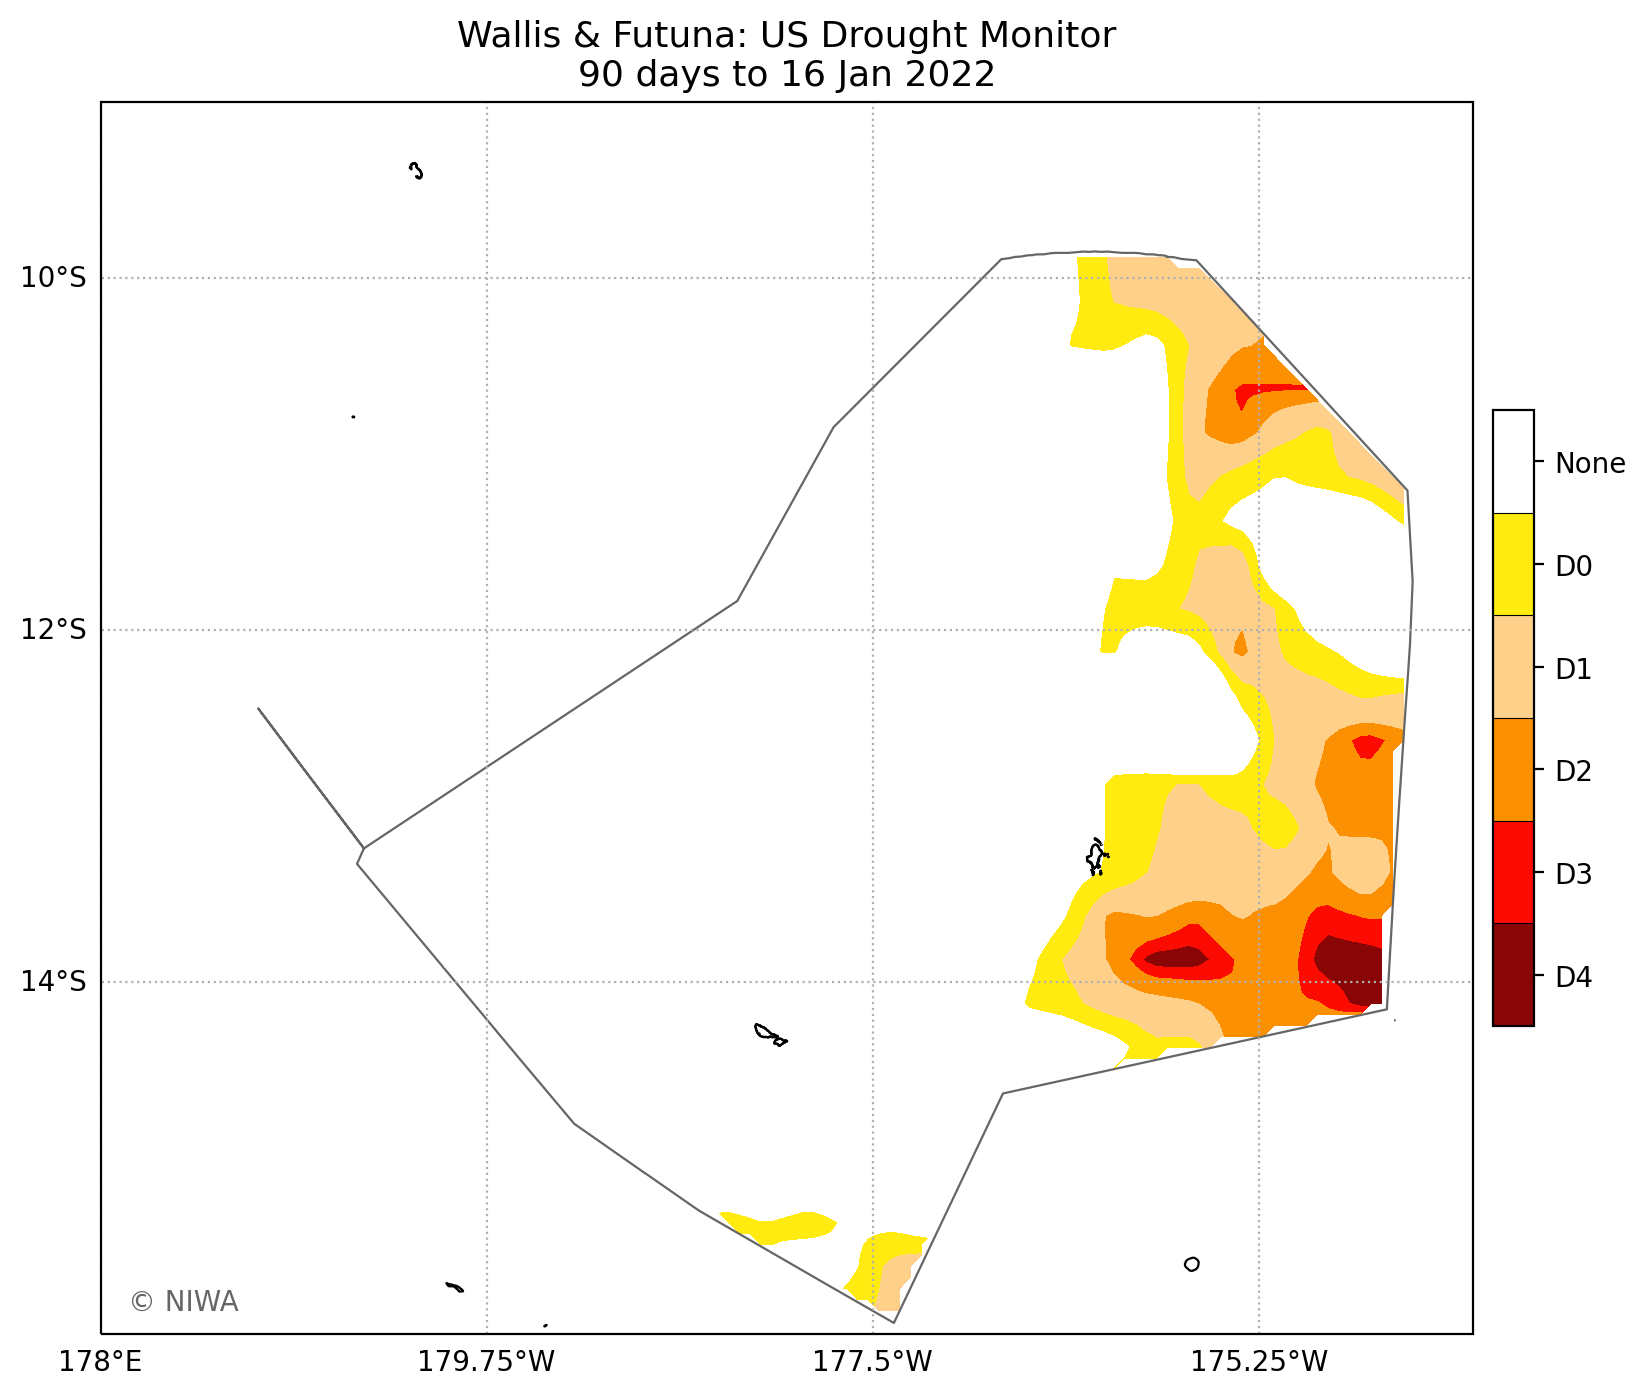 Wallis & Futuna: US Drought Monitor
90 days to 16 Jan 2022
10°S
12°S
14°S
178°E
179.75°W
177.5°W
175.25°W
None
D0
D1
D2
D3
D4
© NIWA